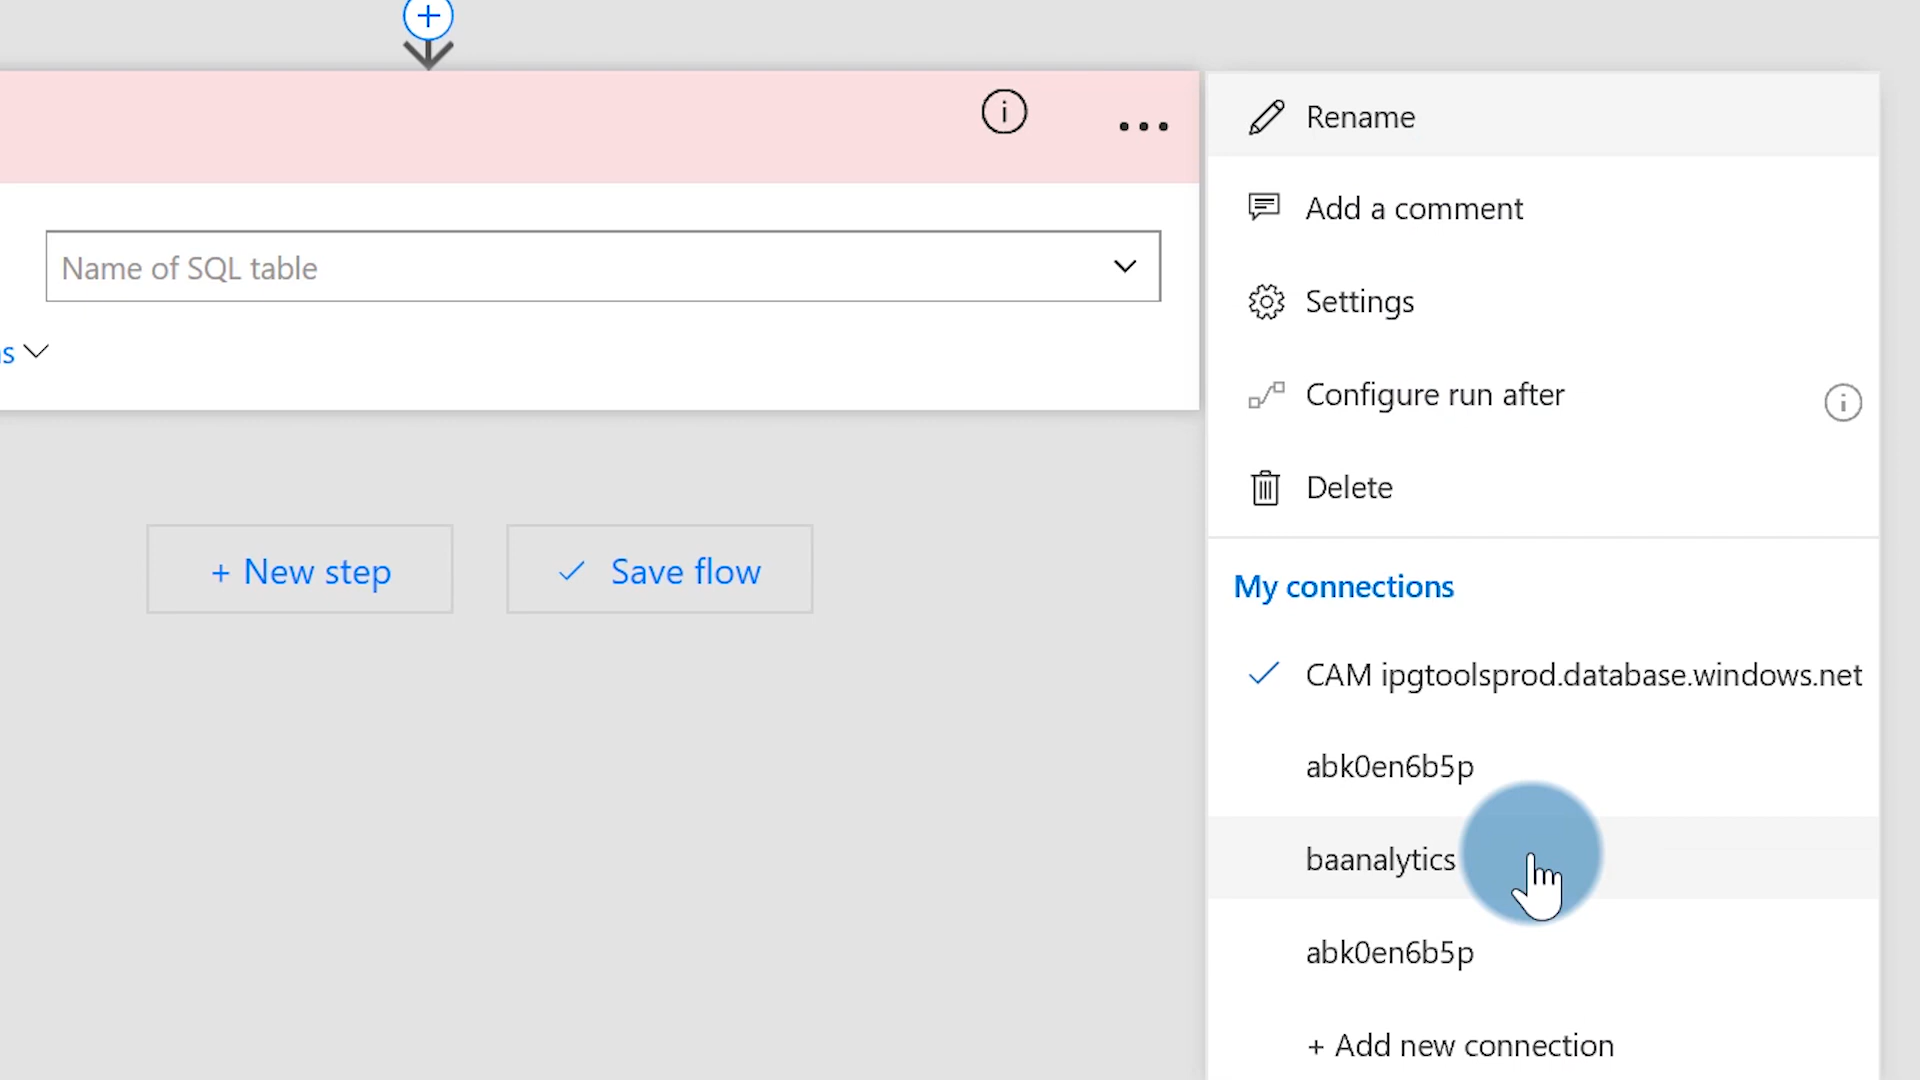 Rename
Add a comment
Name of SQL table
Settings
s
Configure run after
Delete
+ New step
Save flow
My connections
CAM ipgtoolsprod.database.windows.net
abk0en6b5p
baanalytics
abk0en6b5p
+ Add new connection